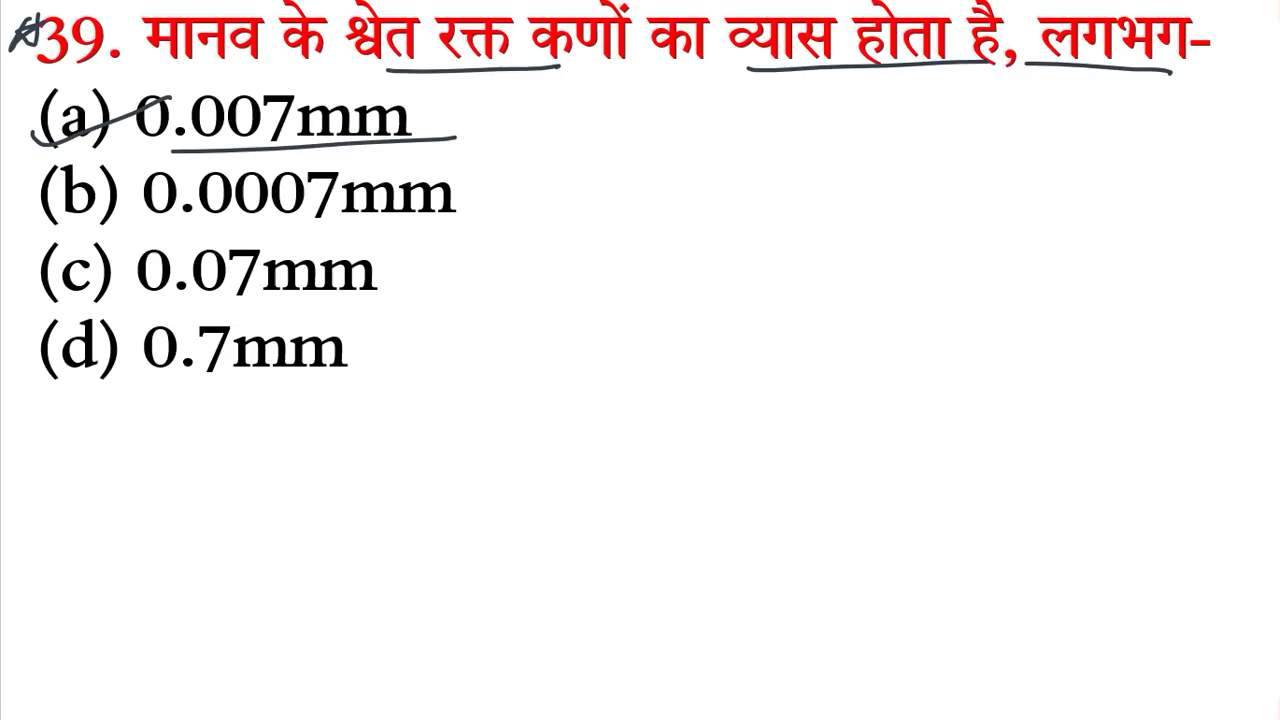 39. मानव के श्वेत रक्त कणों का व्यास होता है, लगभग-
(a) 0.007mm
(b) 0.0007mm
(c) 0.07mm
(d) 0.7mm